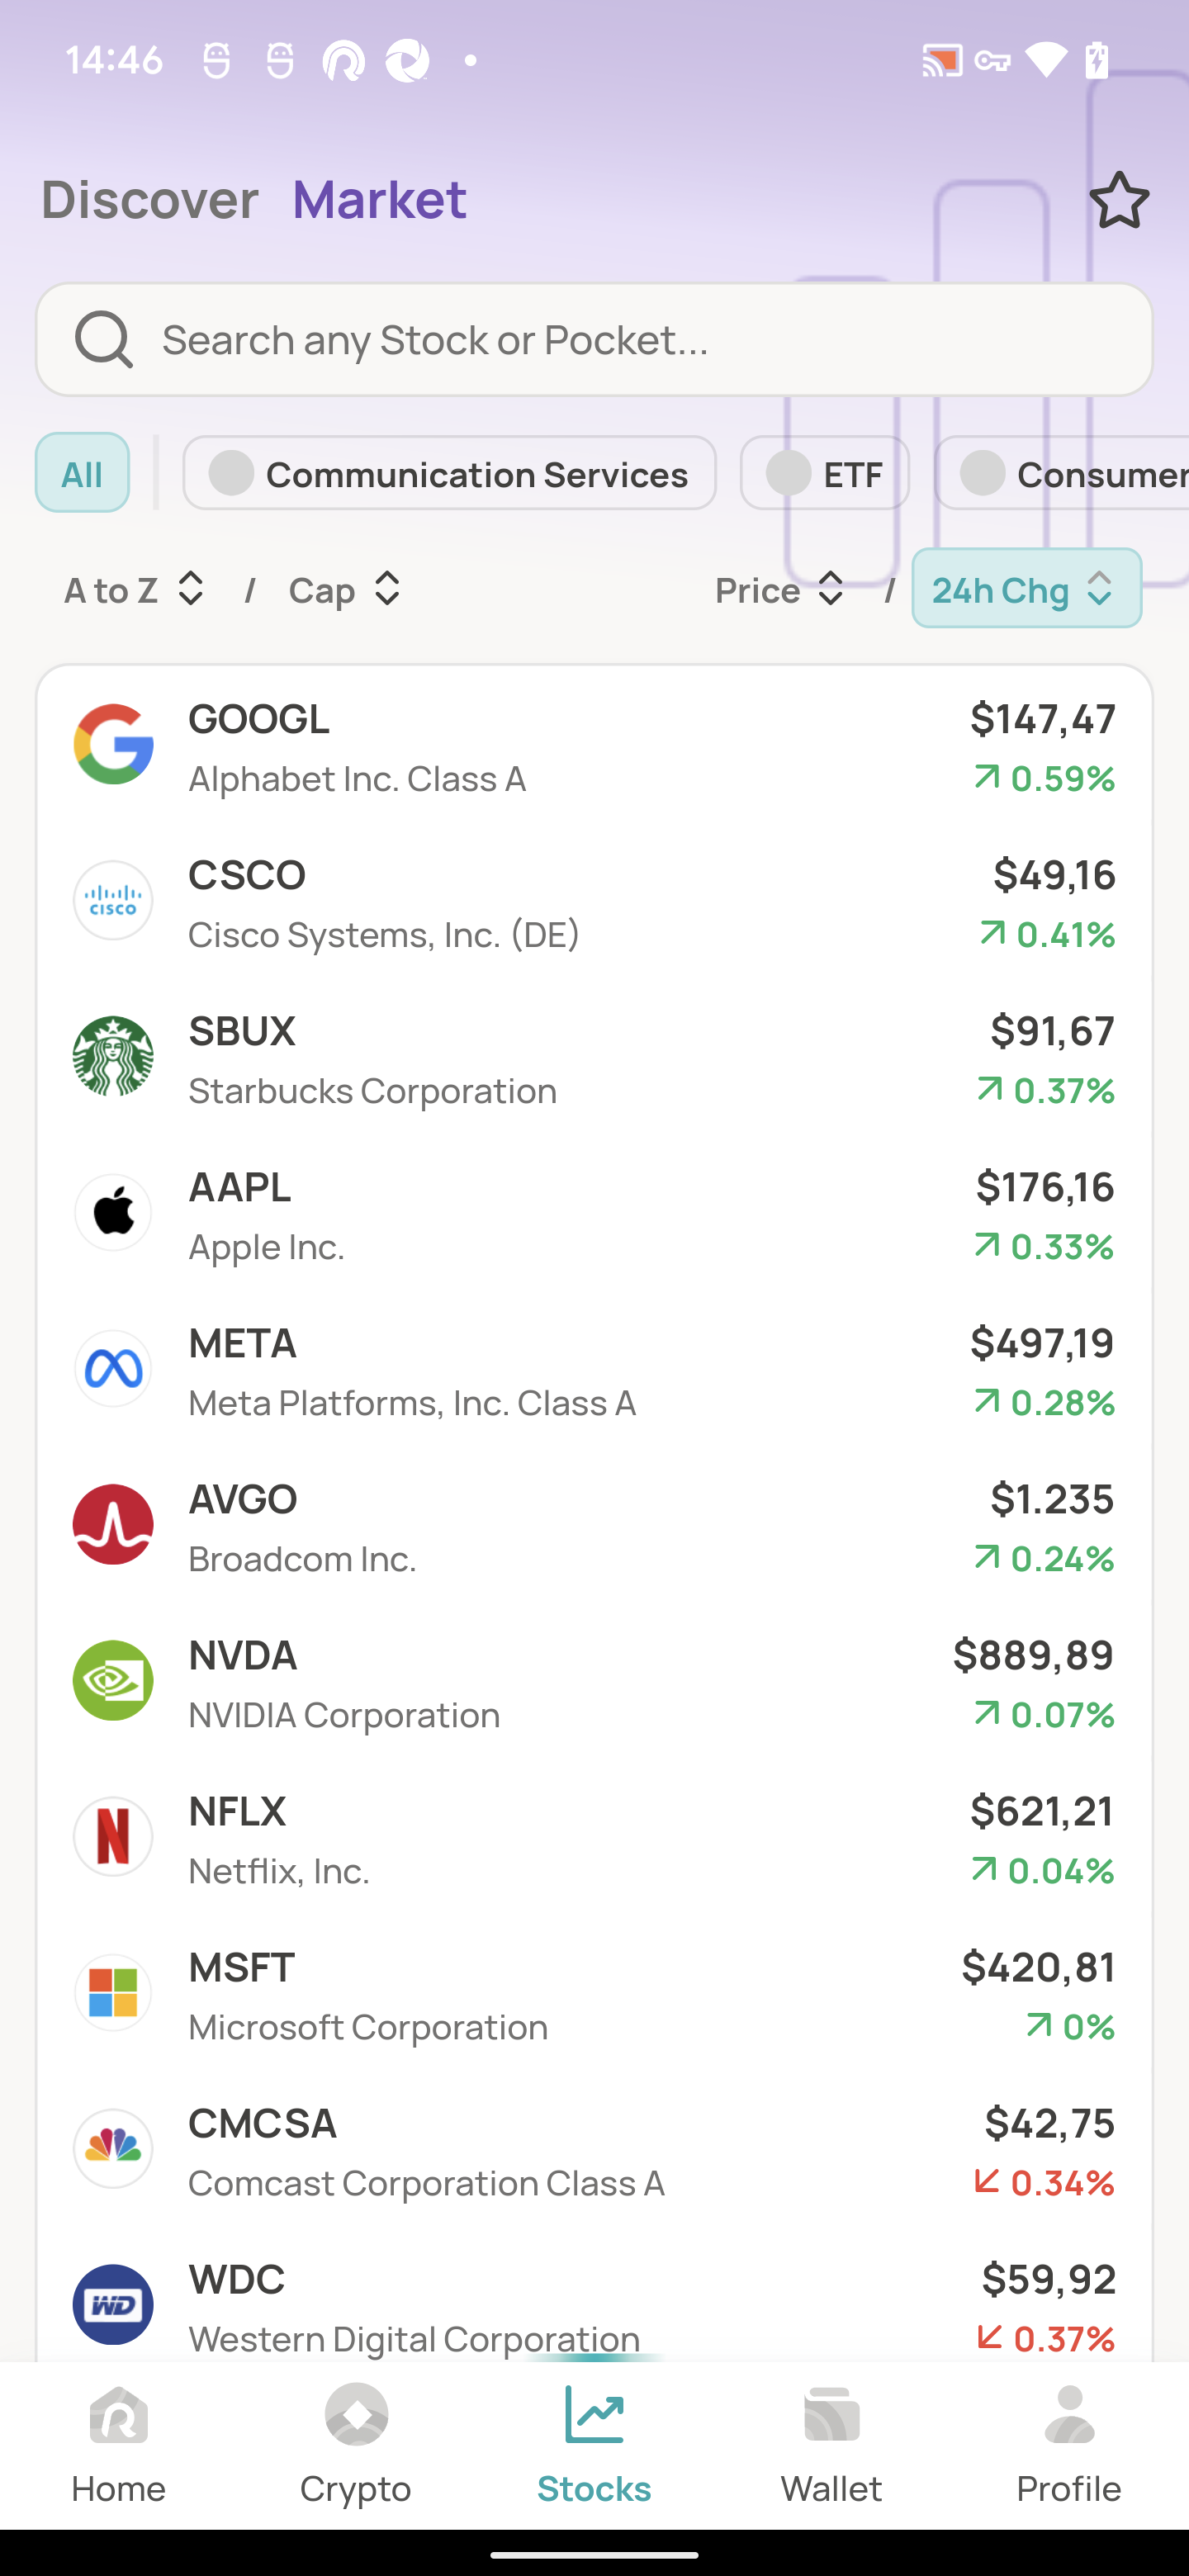 14:46
Discover Market
Search any Stock or Pocket...
All Communication Services ETF Consumer
A to Z / Cap Price / 24h Chg
GOOGL $147,47
Alphabet Inc. Class A 0.59%
CISCO
CSCO $49,16
Cisco Systems, Inc. (DE) 0.41%
SBUX $91,67
Starbucks Corporation 0.37%
AAPL $176,16
Apple Inc. 0.33%
META $497,19
Meta Platforms, Inc. Class A 0.28%
AVGO $1.235
Broadcom Inc. 0.24%
NVDA $889,89
NVIDIA Corporation 0.07%
NFLX $621,21
Netflix, Inc. 0.04%
MSFT $420,81
Microsoft Corporation 0%
CMCSA $42,75
Comcast Corporation Class A 0.34%
WD
WDC $59,92
Western Digital Corporation 0.37%
Home Crypto Stocks Wallet Profile